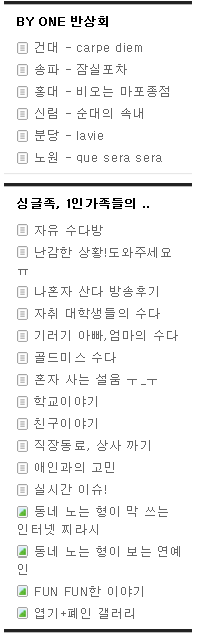 BY ONE 반상회
건대 - carpe diem
송파 - 잠실포차
홍대 - 비오는 마포종점
신림 - 순대의 속내
분당 - lavie
노원 - que sera sera
싱글족, 1인가족들의 ..
자유 수다방
난감한 상황!도와주세요
ㅠ
나혼자 산다 방송후기
자취 대학생들의 수다
기러기 아빠,엄마의 수다
골드미스 수다
혼자 사는 설움 ㅜ_ㅜ
학교이야기
친구이야기
직장동료, 상사 까기
애인과의 고민
실시간 이슈!
동네 노는 형이 막 쓰는
인터넷 찌라시
동네 노는 형이 보는 연예
인
FUN FUN한 이야기
엽기+폐인 갤러리